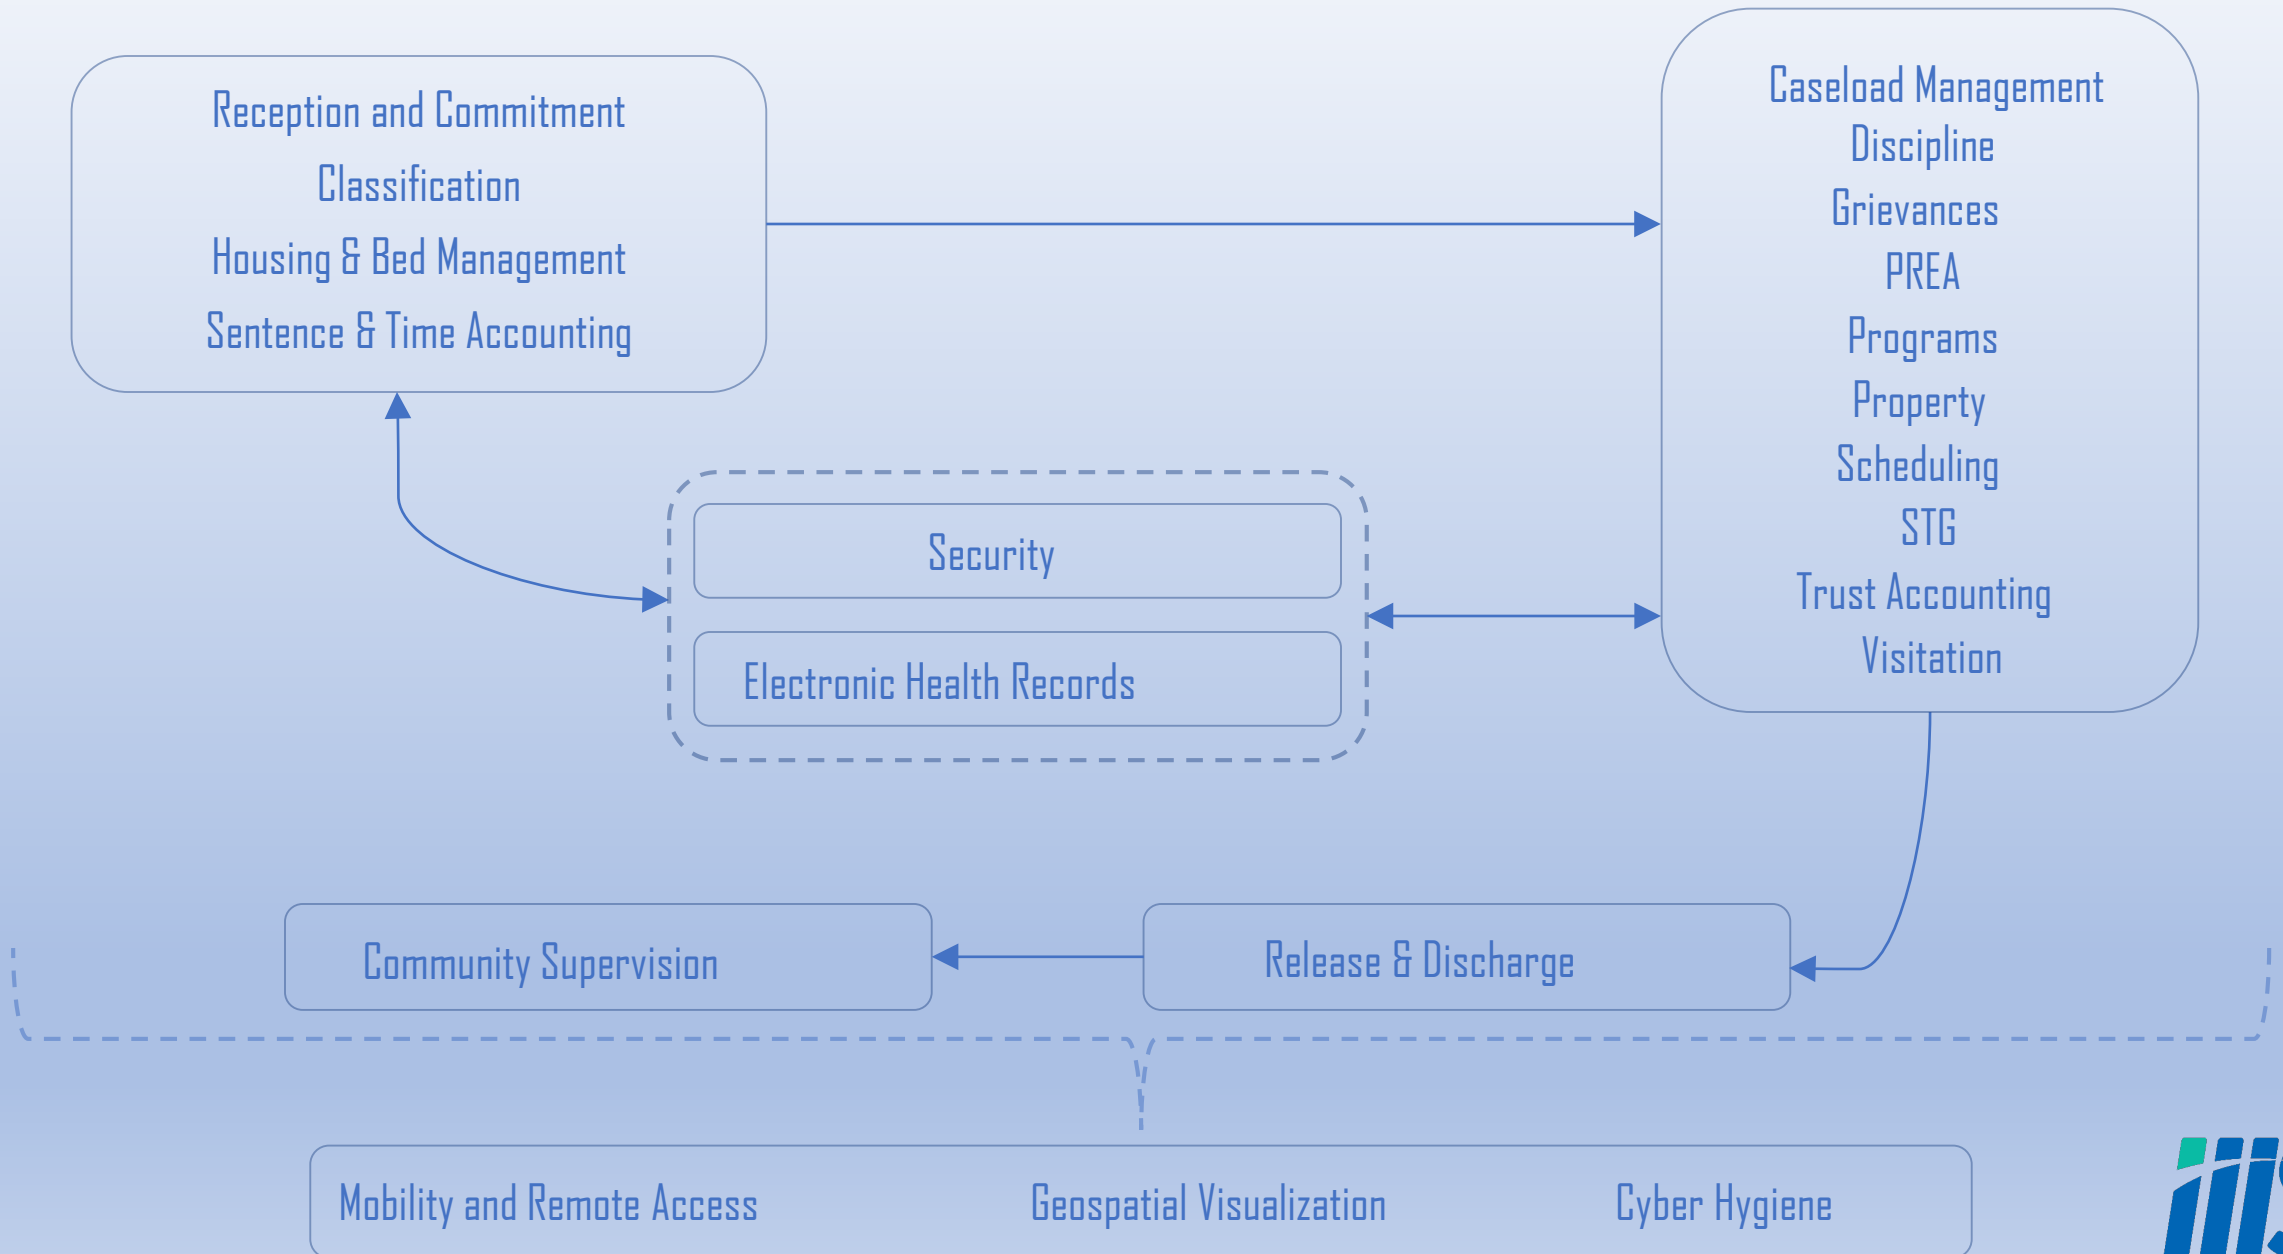 Reception and Commitment
Classification
Housing & Bed Management
Sentence & Time Accounting
Caseload Management
Discipline
Grievances
PREA
Programs
Property
Scheduling
STG
Trust Accounting
Visitation
Security
Electronic Health Records
Community Supervision
Release & Discharge
Mobility and Remote Access
Geospatial Visualization
Cyber Hygiene